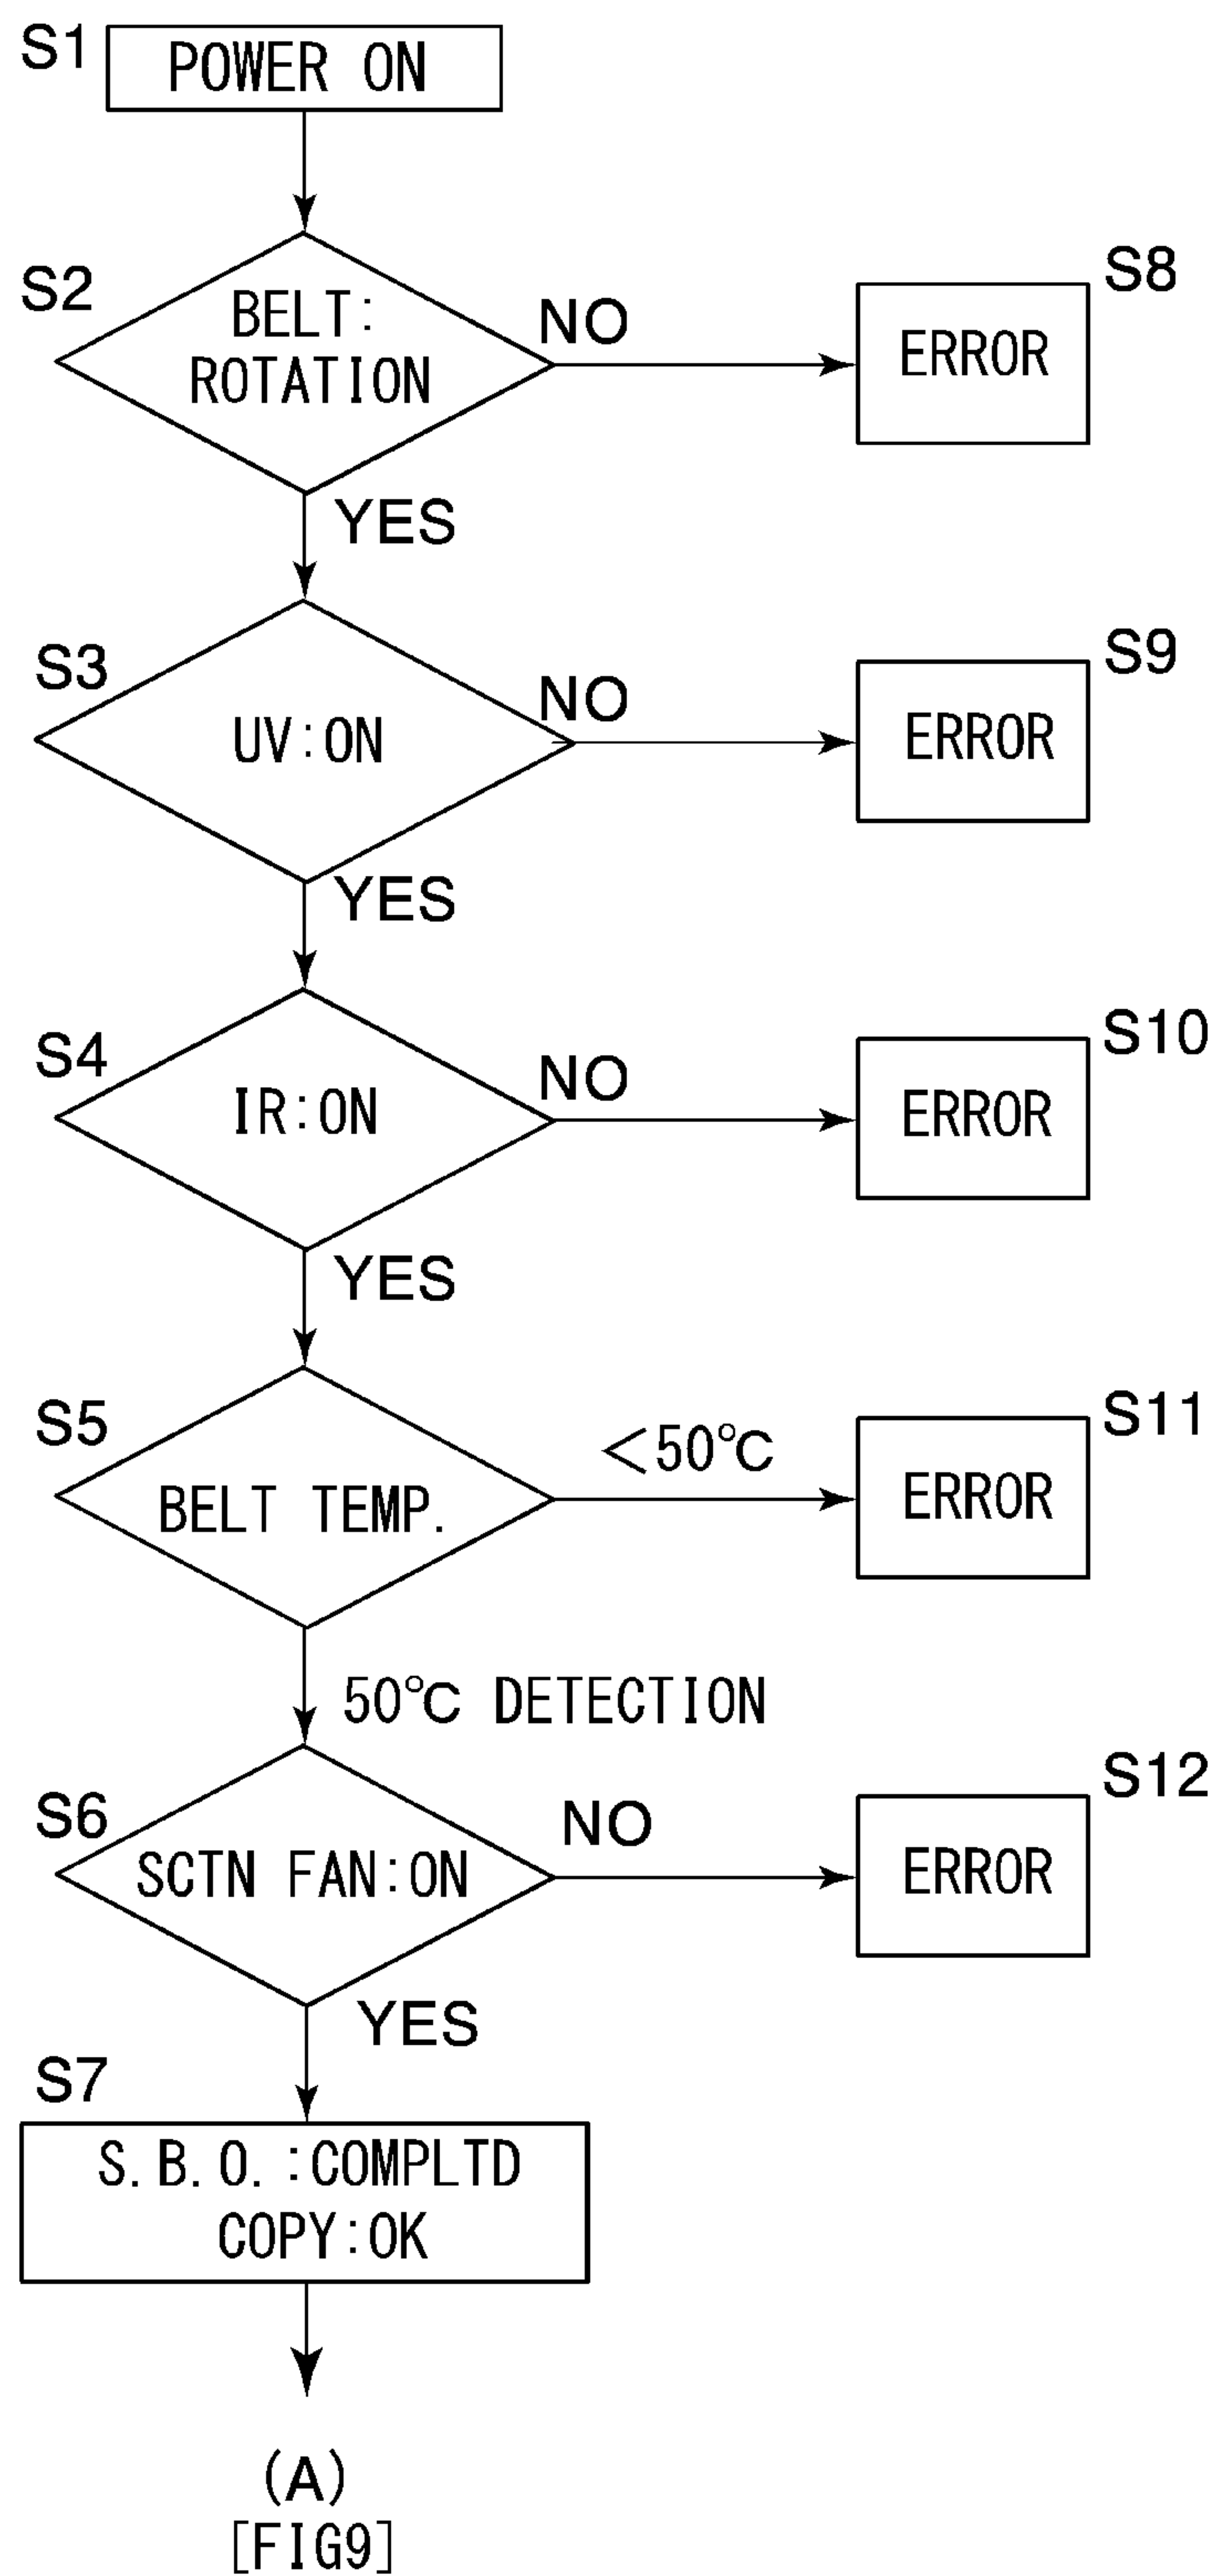 S1
POWER ON
S2
BELT:
ROTATION
NO
S8
ERROR
YES
S3
UV:ON
NO
S9
ERROR
YES
S4
IR:ON
NO
S10
ERROR
YES
S5
BELT TEMP.
<50℃
S11
ERROR
50℃ DETECTION
S6
SCTN FAN:ON
NO
S12
ERROR
YES
S7
S.B.O.:COMPLTD
COPY:OK
(A)
[FIG9]